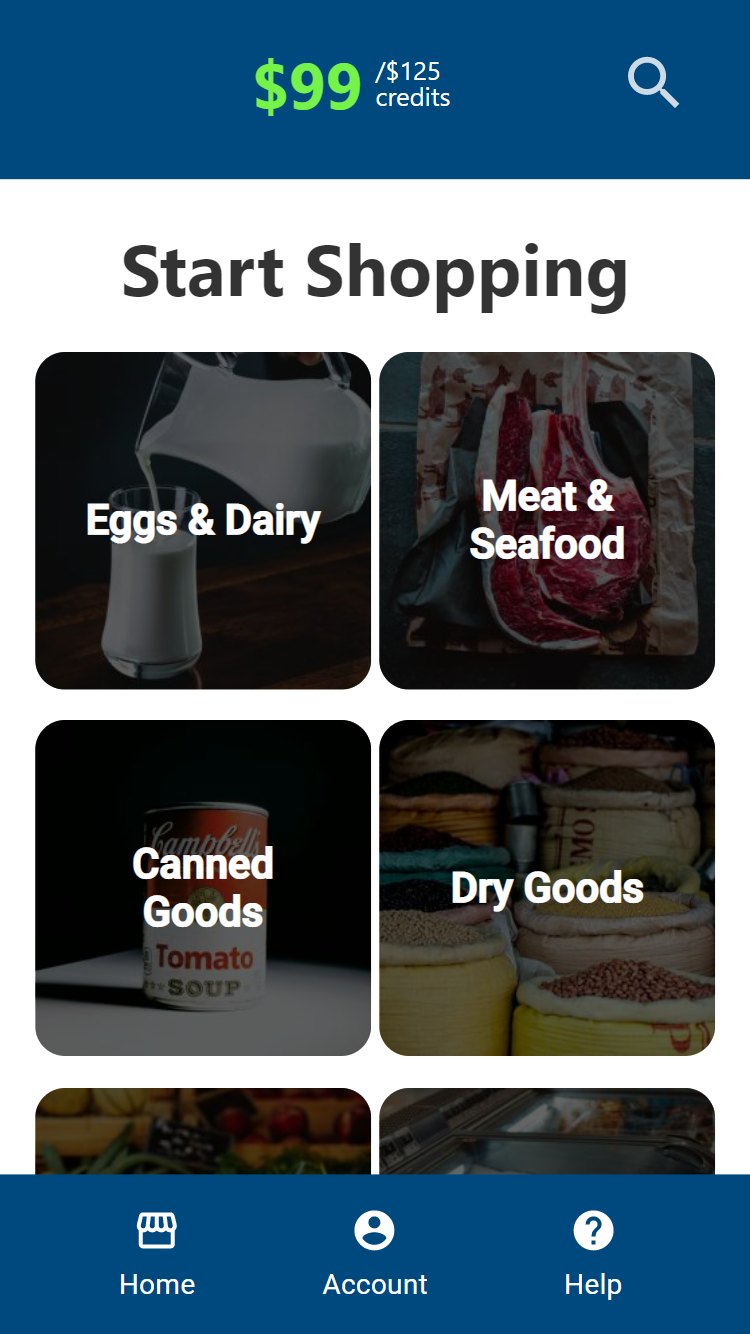 $99 /$125
credits
Start Shopping
Eggs & Dairy
Meat &
Seafood
Campbell's
Canned
Goods
Tomato
SOUP
Dry Goods
Home
Account
Help